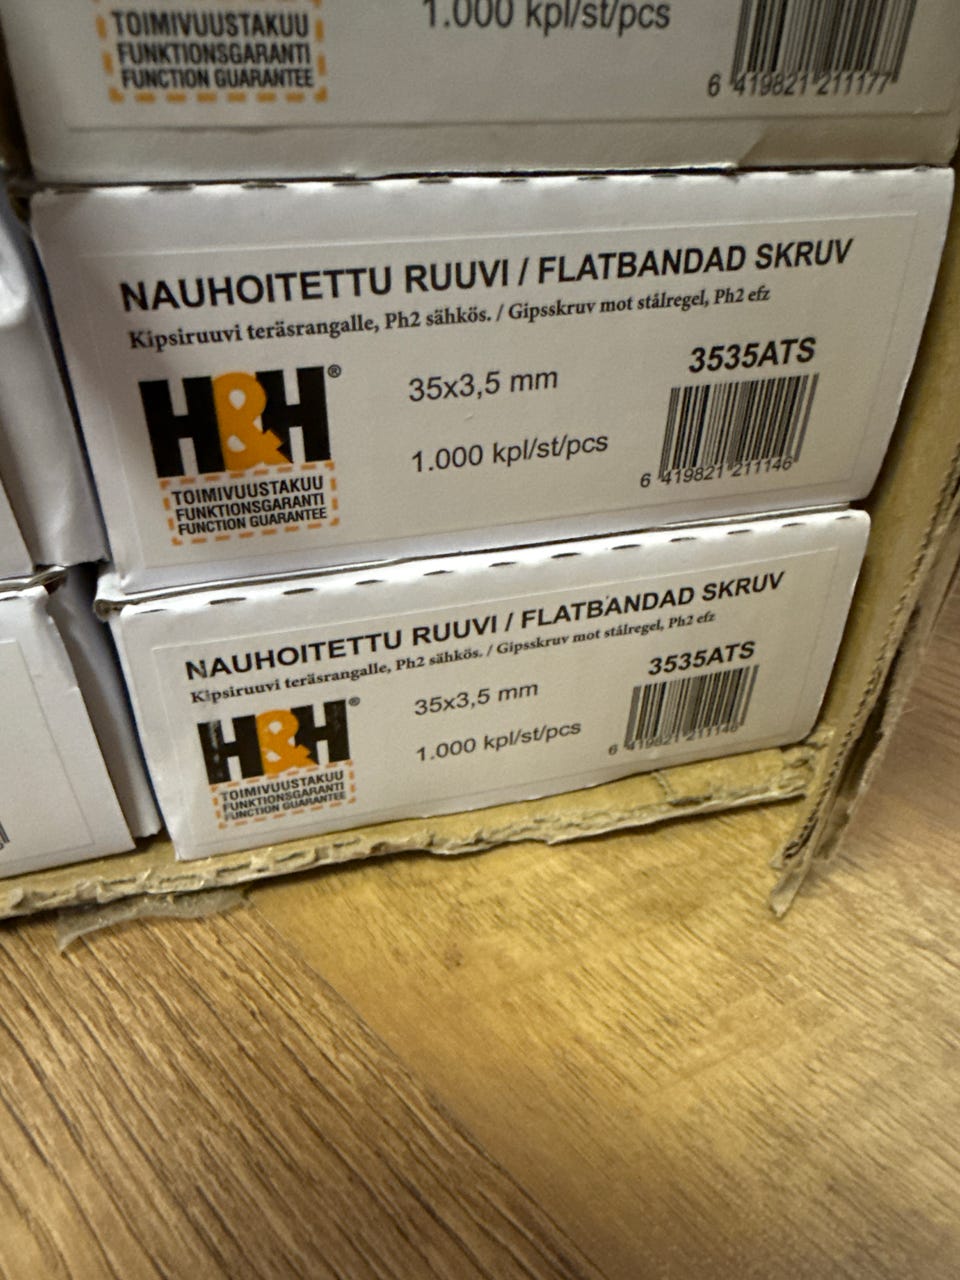 TOIMIVUUSTAKUU
FUNKTIONSGARANTI
FUNCTION GUARANTEE
1.000 kpl/st/pcs
6 419821 211177
NAUHOITETTU RUUVI / FLATBANDAD SKRUV
Kipsiruuvi teräsrangalle, Ph2 sähkös. / Gipsskruv mot stålregel, Ph2 efz
H&H®
TOIMIVUUSTAKUU
FUNKTIONSGARANTI
FUNCTION GUARANTEE
35x3,5 mm
1.000 kpl/st/pcs
3535ATS
6 419821 211146
NAUHOITETTU RUUVI / FLATBANDAD SKRUV
Kipsiruuvi teräsrangalle, Ph2 sähkös. / Gipsskruv mot stålregel, Ph2 efz
H&H®
TOIMIVUUSTAKUU
FUNKTIONSGARANTI
FUNCTION GUARANTEE
35x3,5 mm
1.000 kpl/st/pcs
3535ATS
6 419821 211146